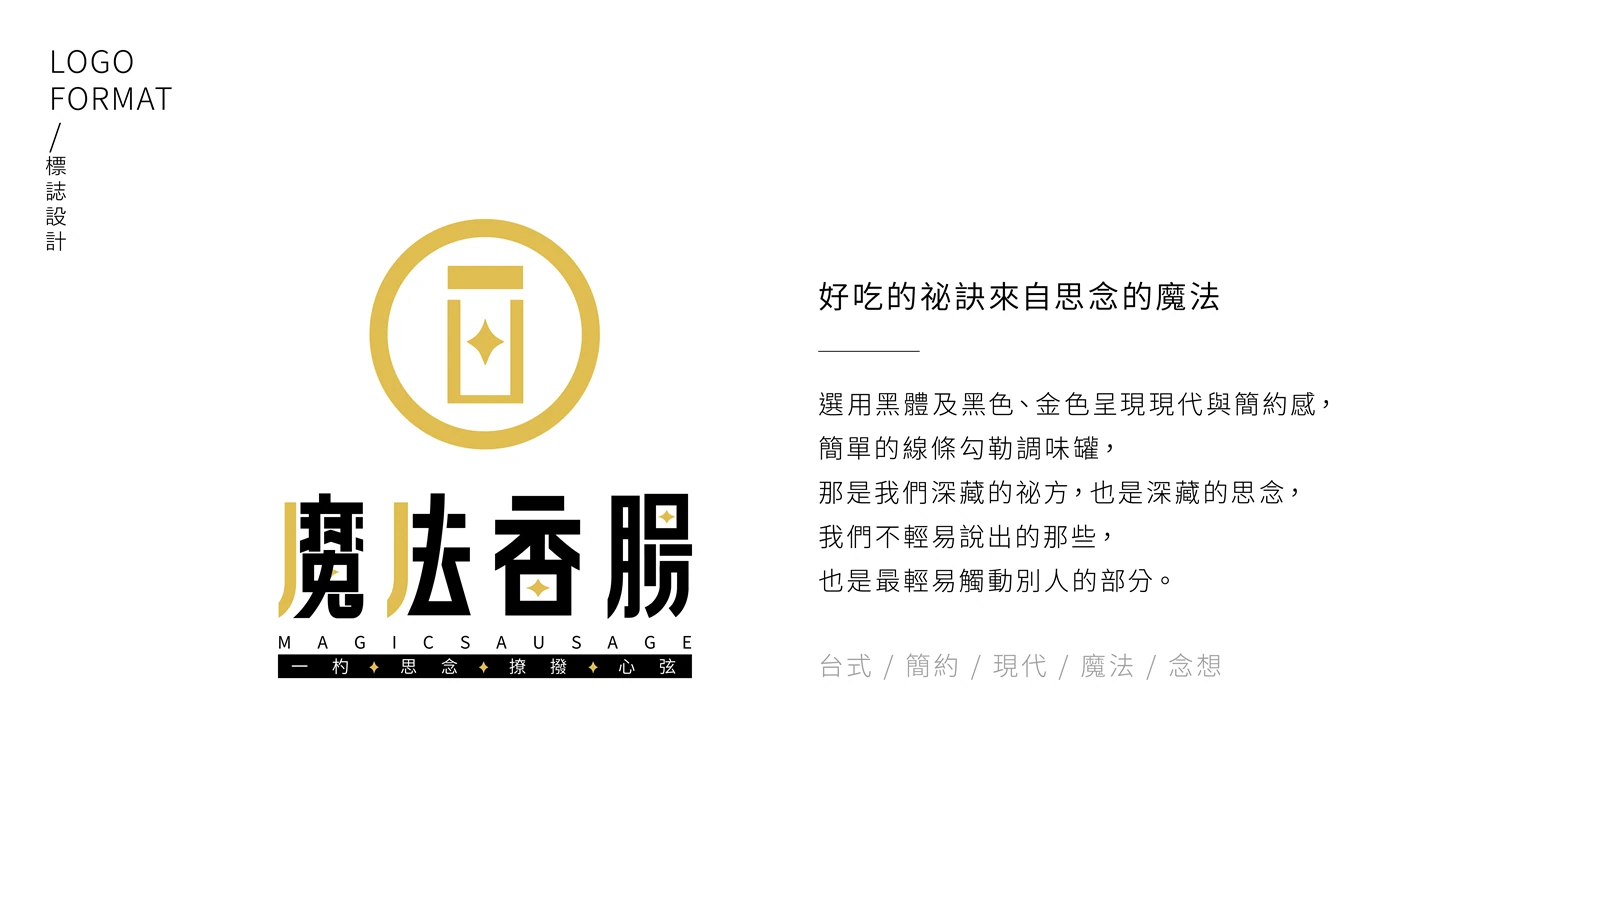 LOGO
FORMAT
/
標誌設計
魔法香腸
MAGICSAUSAGE
一杓✦思念✦撩撥✦心弦
好吃的祕訣來自思念的魔法
選用黑體及黑色、金色呈現現代與簡約感，
簡單的線條勾勒調味罐，
那是我們深藏的祕方，也是深藏的思念，
我們不輕易說出的那些，
也是最輕易觸動別人的部分。
台式 / 簡約 / 現代 / 魔法 / 念想